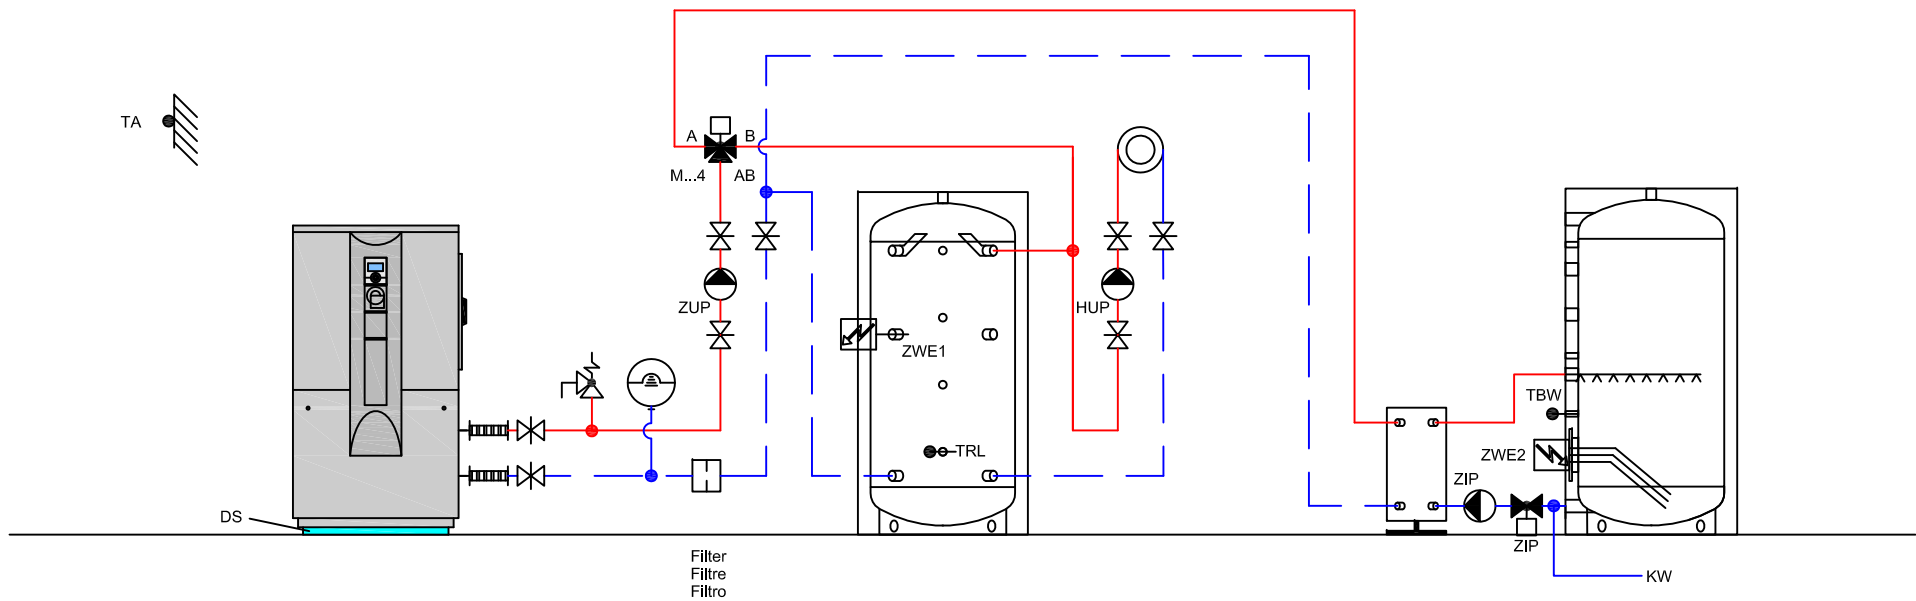 TA
A
B
M...4
AB
ZUP
HUP
ZWE1
TBW
TRL
ZWE2
ZIP
DS
ZIP
Filter
Filtre
Filtro
KW